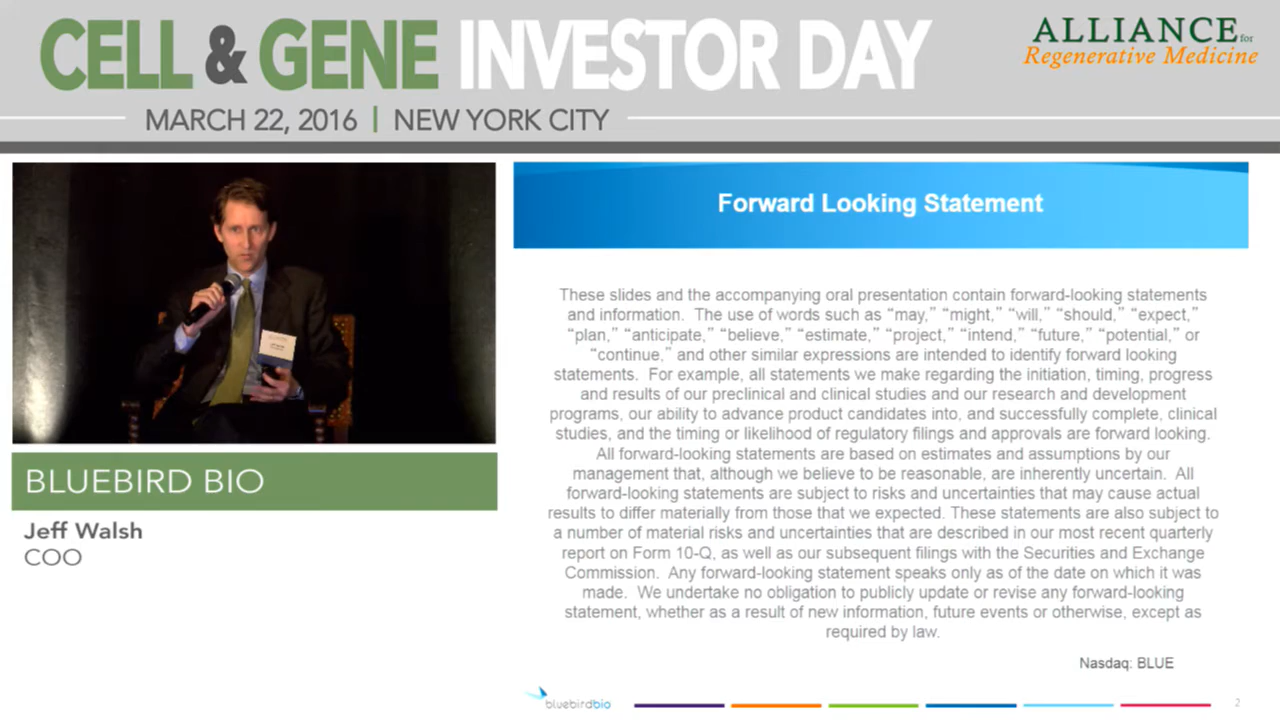 CELL & GENE INVESTOR DAY
MARCH 22, 2016 | NEW YORK CITY
ALLIANCE for
Regenerative Medicine
BLUEBIRD BIO
Jeff Walsh
COO
Forward Looking Statement
These slides and the accompanying oral presentation contain forward-looking statements
and information. The use of words such as “may,” “might,” “will,” “should,” “expect,”
“plan,” “anticipate,” “believe,” “estimate,” “project,” “intend,” “future,” “potential,” or
“continue,” and other similar expressions are intended to identify forward looking
statements. For example, all statements we make regarding the initiation, timing, progress
and results of our preclinical and clinical studies and our research and development
programs, our ability to advance product candidates into, and successfully complete, clinical
studies, and the timing or likelihood of regulatory filings and approvals are forward looking.
All forward-looking statements are based on estimates and assumptions by our
management that, although we believe to be reasonable, are inherently uncertain. All
forward-looking statements are subject to risks and uncertainties that may cause actual
results to differ materially from those that we expected. These statements are also subject to
a number of material risks and uncertainties that are described in our most recent quarterly
report on Form 10-Q, as well as our subsequent filings with the Securities and Exchange
Commission. Any forward-looking statement speaks only as of the date on which it was
made. We undertake no obligation to publicly update or revise any forward-looking
statement, whether as a result of new information, future events or otherwise, except as
required by law.
Nasdaq: BLUE
bluebirdbio
2